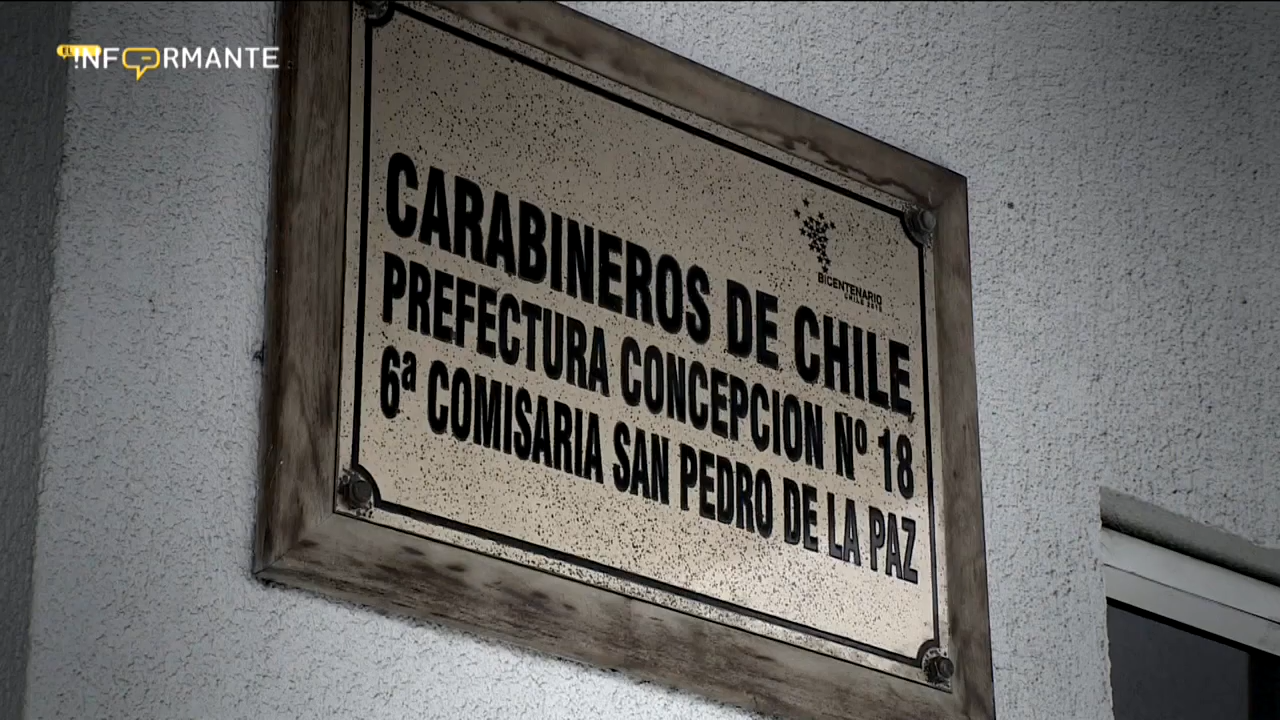 EL INFORMANTE
BICENTENARIO
CHILE 2010
CARABINEROS DE CHILE
PREFECTURA CONCEPCION Nº 18
6ª COMISARIA SAN PEDRO DE LA PAZ